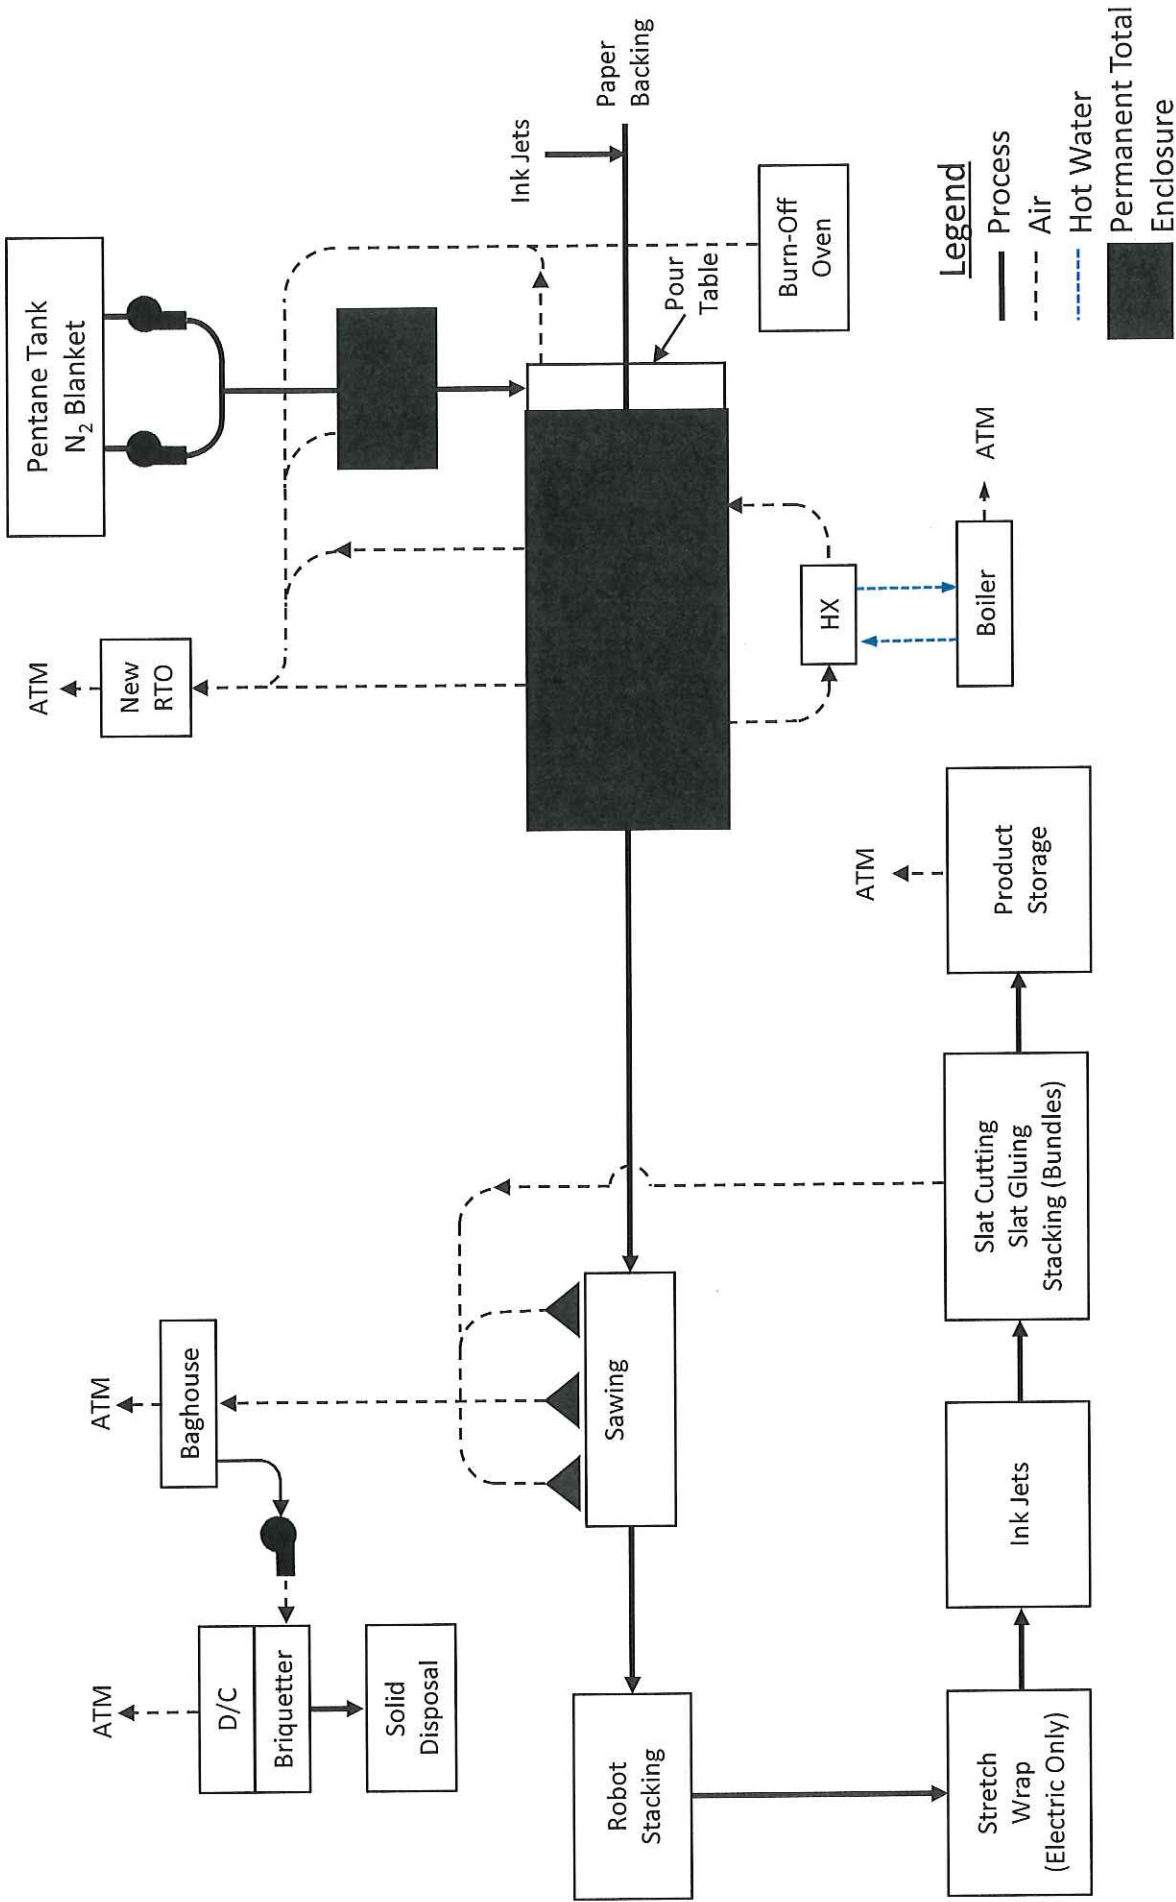 Pentane Tank
N₂ Blanket
Ink Jets
Paper
Backing
ATM
New
RTO
Pour
Table
Burn-Off
Oven
HX
Boiler
ATM
Legend
Process
Air
Hot Water
Permanent Total
Enclosure
ATM
D/C
Briquetter
Solid
Disposal
ATM
Baghouse
Sawing
Robot
Stacking
Stretch
Wrap
(Electric Only)
Ink Jets
Slat Cutting
Slat Gluing
Stacking (Bundles)
Product
Storage
ATM